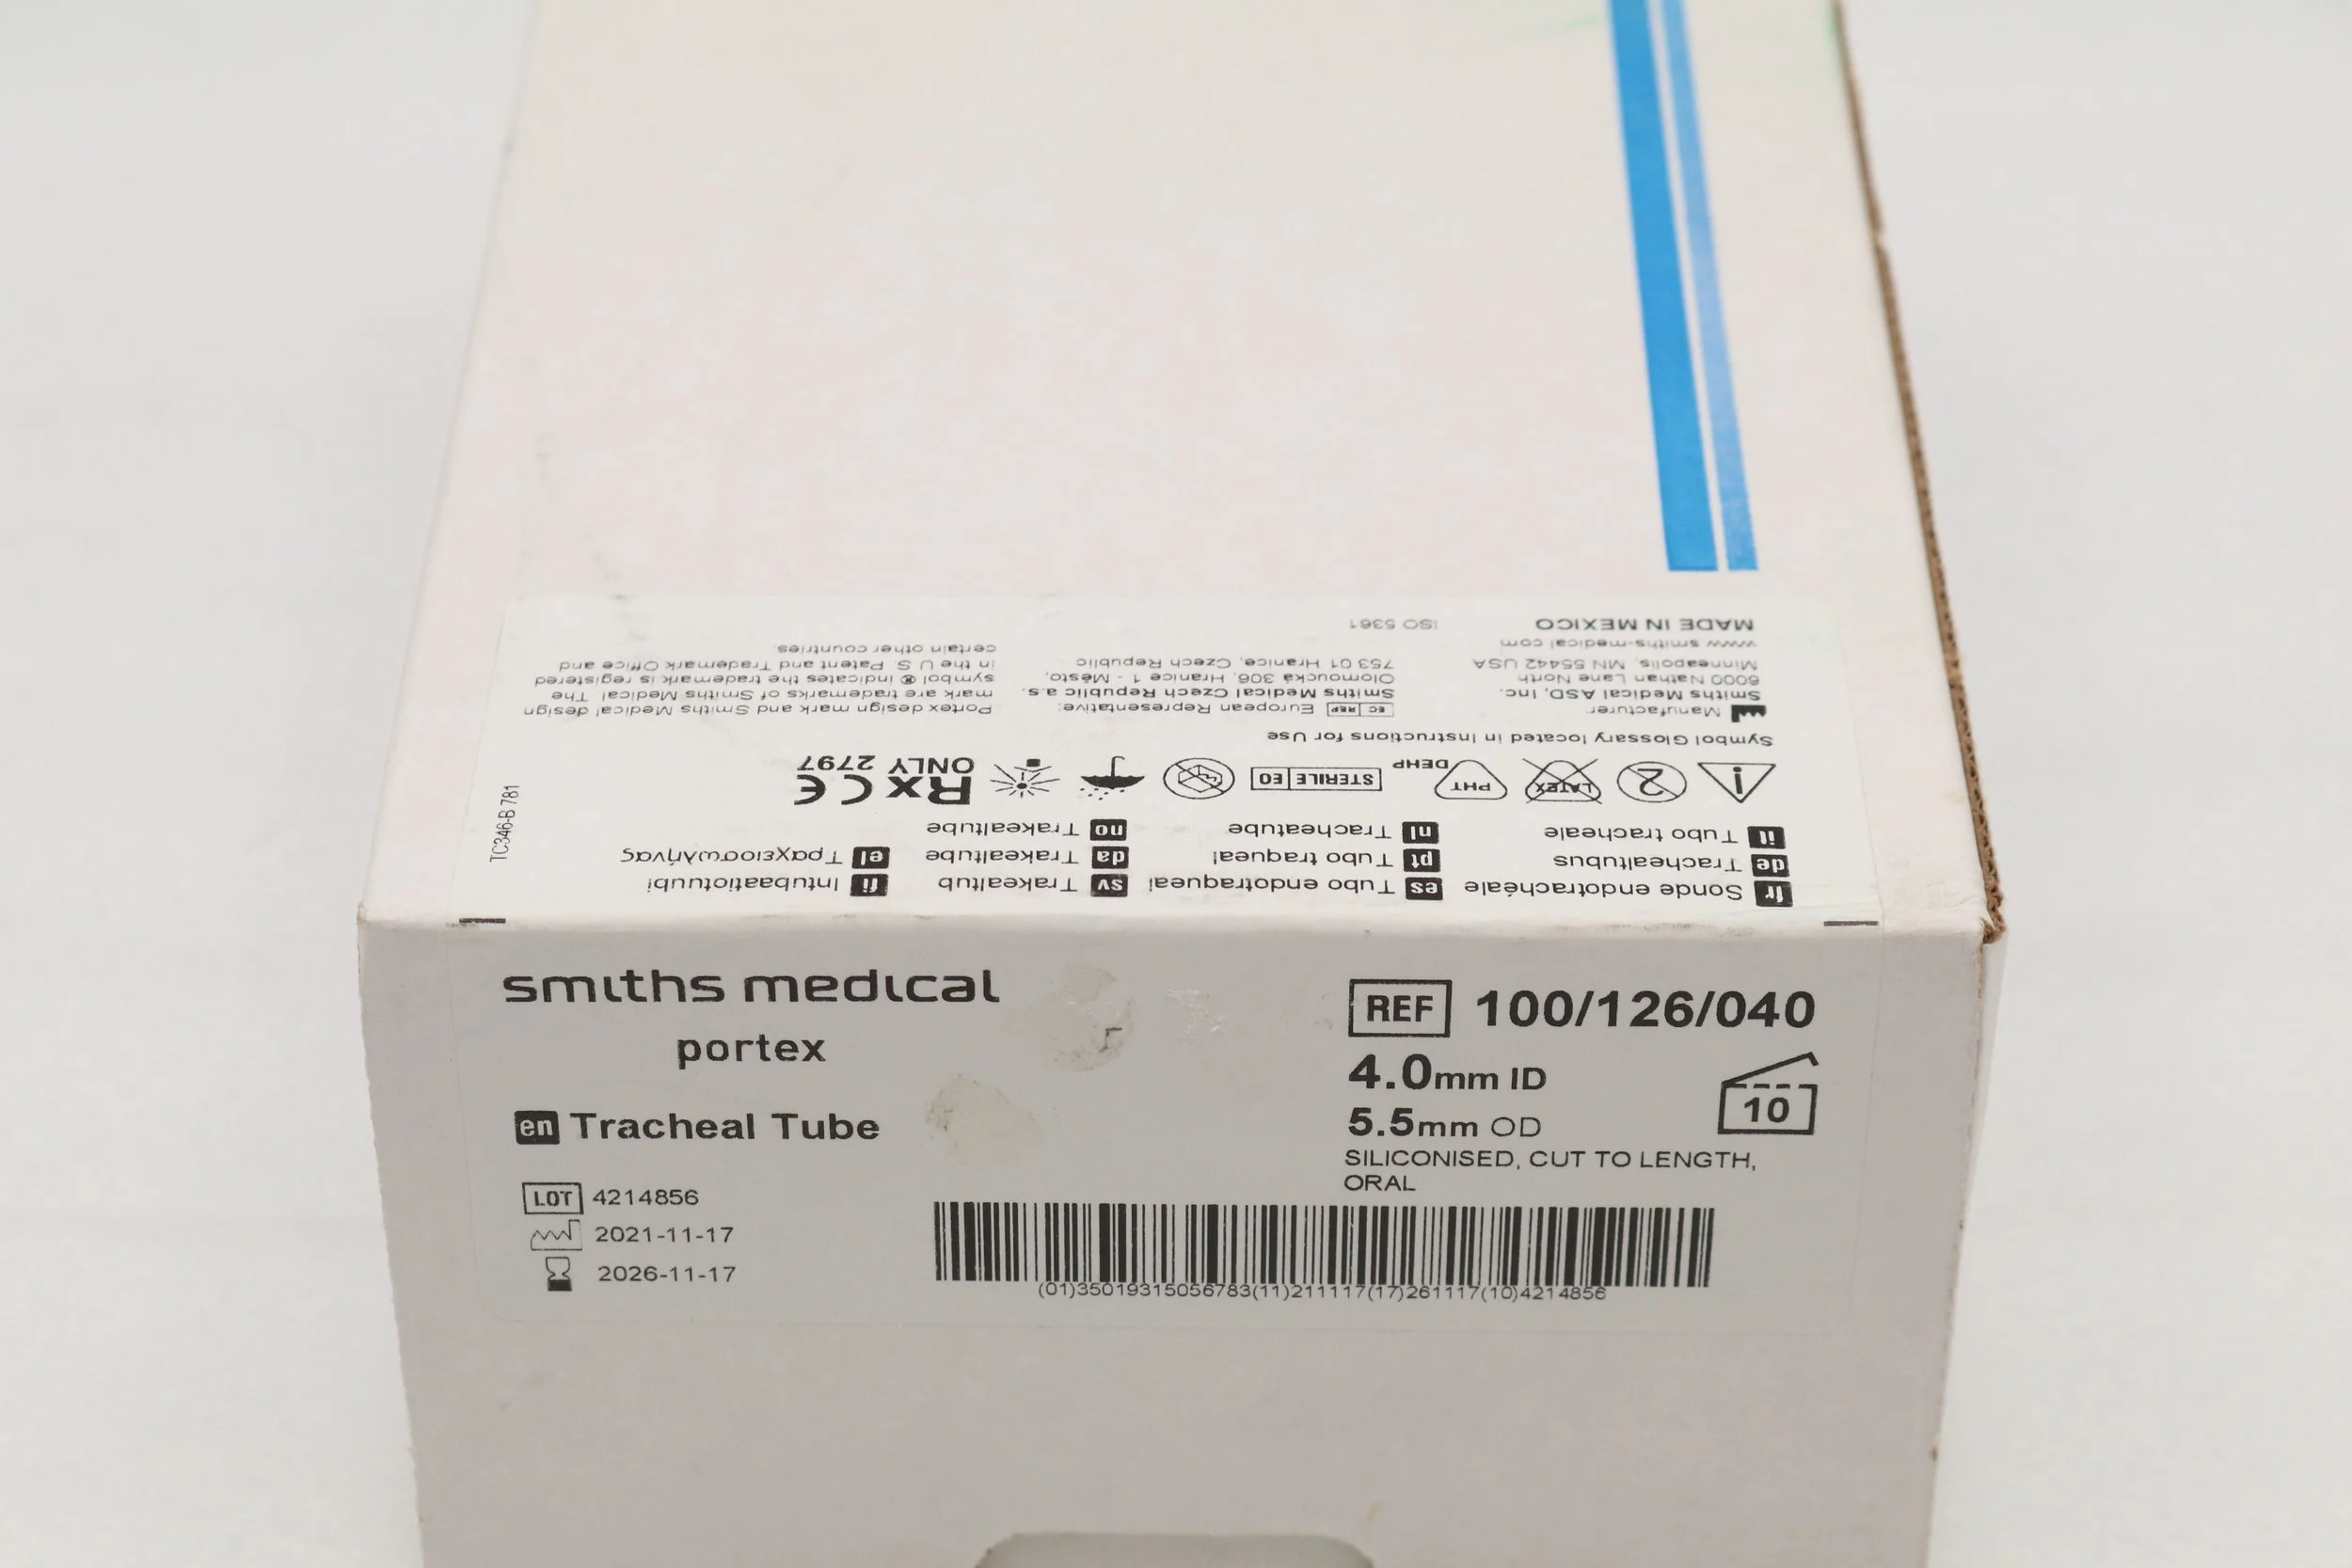 smiths medical
portex
en Tracheal Tube
LOT 4214856
2021-11-17
2026-11-17
REF 100/126/040
4.0mm ID
5.5mm OD
10
SILICONISED, CUT TO LENGTH,
ORAL
(01)35019315056783(11)211117(17)261117(10)4214856
fr Sonde endotrachéale
es Tubo endotraqueal
sv Trakealtub
fi Intubaatiotuubi
de Trachealtubus
pt Tubo traqueal
da Trakealtube
el Τραχειοσωλήνας
it Tubo tracheale
nl Tracheatube
no Trakealtube
2
LATEX
PHT
DEHP
STERILE EO
Rx ONLY
CE 2797
Symbol Glossary located in Instructions for Use
Manufacturer
Smiths Medical ASD, Inc.
6000 Nathan Lane North
Minneapolis, MN 55442 USA
www.smiths-medical.com
MADE IN MEXICO
EC REP European Representative:
Smiths Medical Czech Republic a.s.
Olomoucká 306, Hranice 1 - Město,
753 01 Hranice, Czech Republic
ISO 5361
Portex design mark and Smiths Medical design
mark are trademarks of Smiths Medical. The
symbol ® indicates the trademark is registered
in the U.S. Patent and Trademark Office and
certain other countries
TC346-B 781